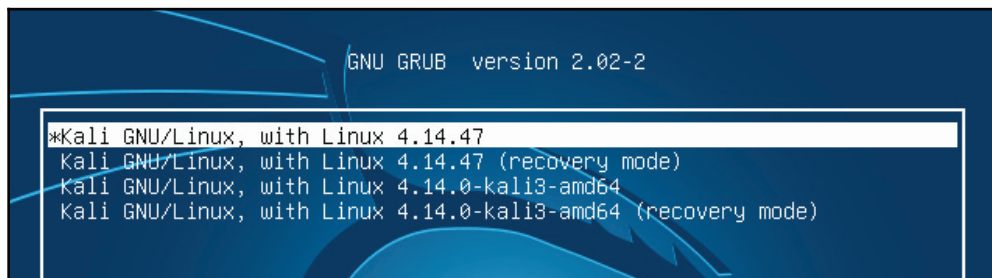 GNU GRUB  version 2.02-2
*Kali GNU/Linux, with Linux 4.14.47
Kali GNU/Linux, with Linux 4.14.47 (recovery mode)
Kali GNU/Linux, with Linux 4.14.0-kali3-amd64
Kali GNU/Linux, with Linux 4.14.0-kali3-amd64 (recovery mode)